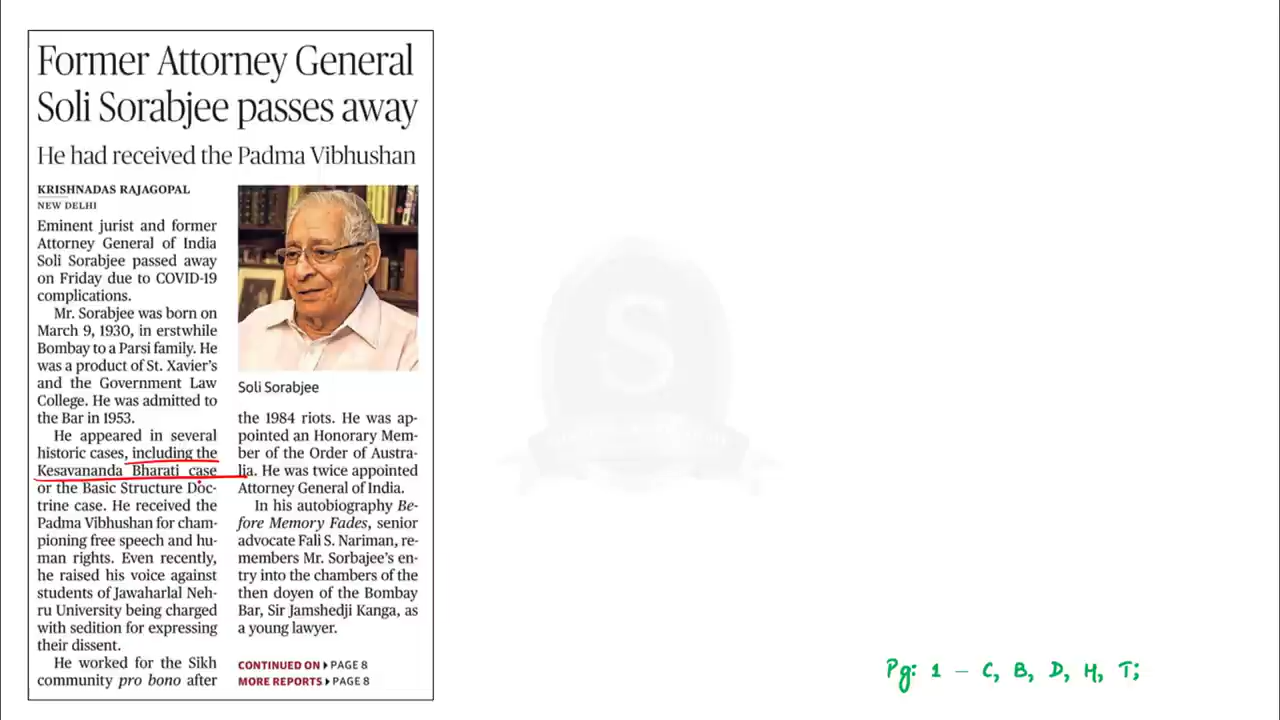 Former Attorney General
Soli Sorabjee passes away
He had received the Padma Vibhushan
KRISHNADAS RAJAGOPAL
NEW DELHI
Eminent jurist and former
Attorney General of India
Soli Sorabjee passed away
on Friday due to COVID-19
complications.
Mr. Sorabjee was born on
March 9, 1930, in erstwhile
Bombay to a Parsi family. He
was a product of St. Xavier's
and the Government Law
College. He was admitted to
the Bar in 1953.
He appeared in several
historic cases, including the
Kesavananda Bharati case
or the Basic Structure Doc-
trine case. He received the
Padma Vibhushan for cham-
pioning free speech and hu-
man rights. Even recently,
he raised his voice against
students of Jawaharlal Neh-
ru University being charged
with sedition for expressing
their dissent.
He worked for the Sikh
community pro bono after
Soli Sorabjee
the 1984 riots. He was ap-
pointed an Honorary Mem-
ber of the Order of Austra-
lia. He was twice appointed
Attorney General of India.
In his autobiography Be-
fore Memory Fades, senior
advocate Fali S. Nariman, re-
members Mr. Sorbajee's en-
try into the chambers of the
then doyen of the Bombay
Bar, Sir Jamshedji Kanga, as
a young lawyer.
CONTINUED ON PAGE 8
MORE REPORTS PAGE 8
S
Pg: 1 – C, B, D, H, T;